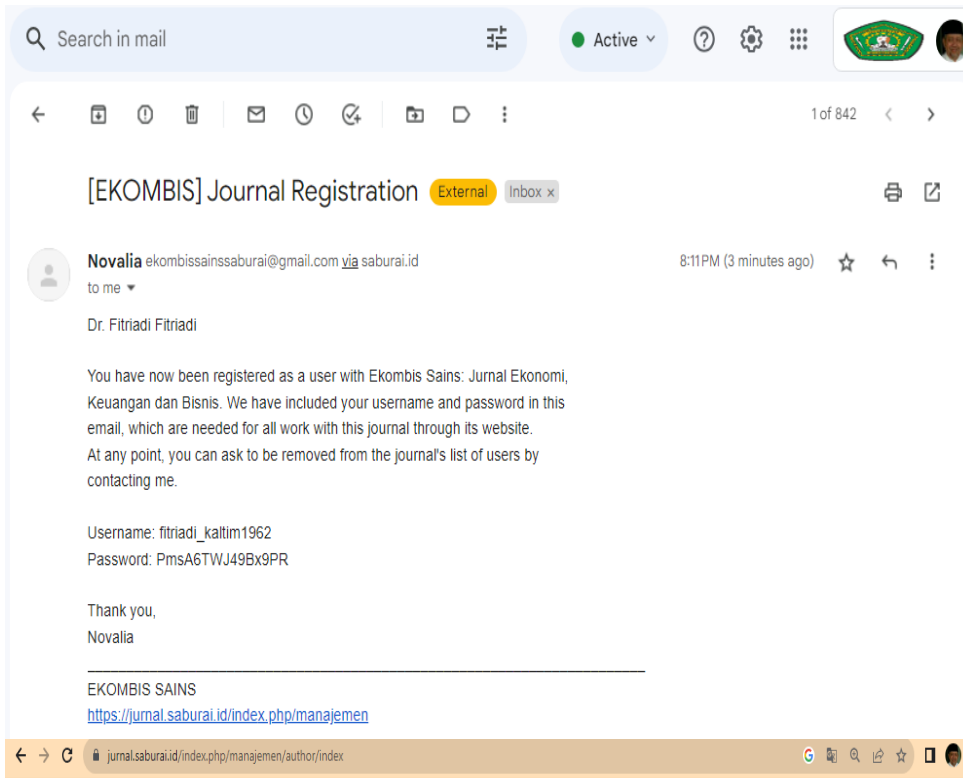 Search in mail
Active
1 of 842
[EKOMBIS] Journal Registration External Inbox x
Novalia ekombissainssaburai@gmail.com via saburai.id
8:11 PM (3 minutes ago)
to me
Dr. Fitriadi Fitriadi
You have now been registered as a user with Ekombis Sains: Jurnal Ekonomi,
Keuangan dan Bisnis. We have included your username and password in this
email, which are needed for all work with this journal through its website.
At any point, you can ask to be removed from the journal's list of users by
contacting me.
Username: fitriadi_kaltim1962
Password: PmsA6TWJ49Bx9PR
Thank you,
Novalia
EKOMBIS SAINS
https://jurnal.saburai.id/index.php/manajemen
jurnal.saburai.id/index.php/manajemen/author/index